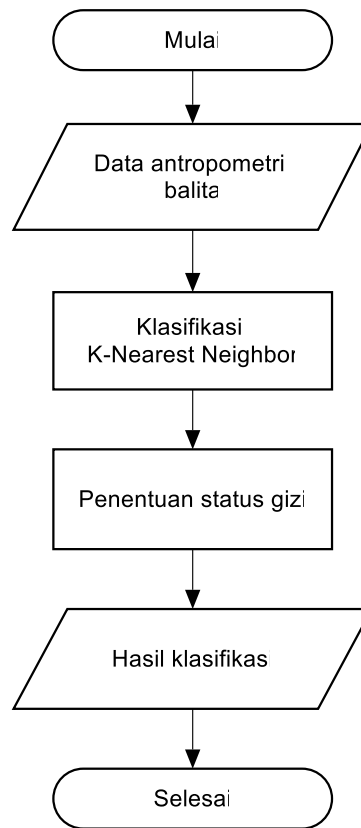 Mulai
Data antropometri
balita
Klasifikasi
K-Nearest Neighbor
Penentuan status gizi
Hasil klasifikasi
Selesai